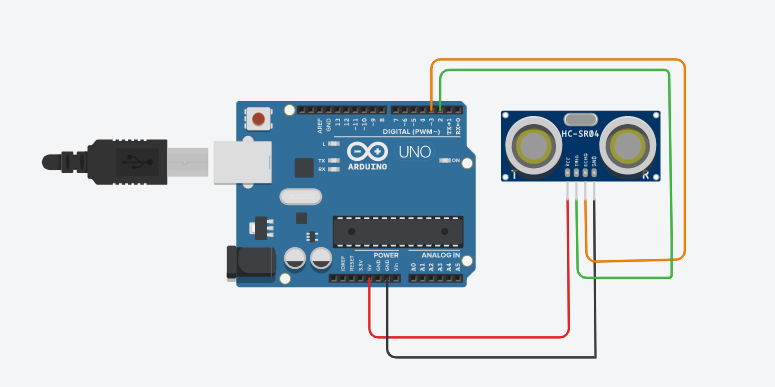 AREF
GND
13
12
~11
~10
~9
8
7
~6
~5
4
~3
2
TX→1
RX←0
DIGITAL (PWM~)
L
TX
RX
ARDUINO
UNO
ON
POWER
ANALOG IN
IOREF
RESET
3.3V
5V
GND
GND
Vin
A0
A1
A2
A3
A4
A5
HC-SR04
VCC
TRIG
ECHO
GND
T
R